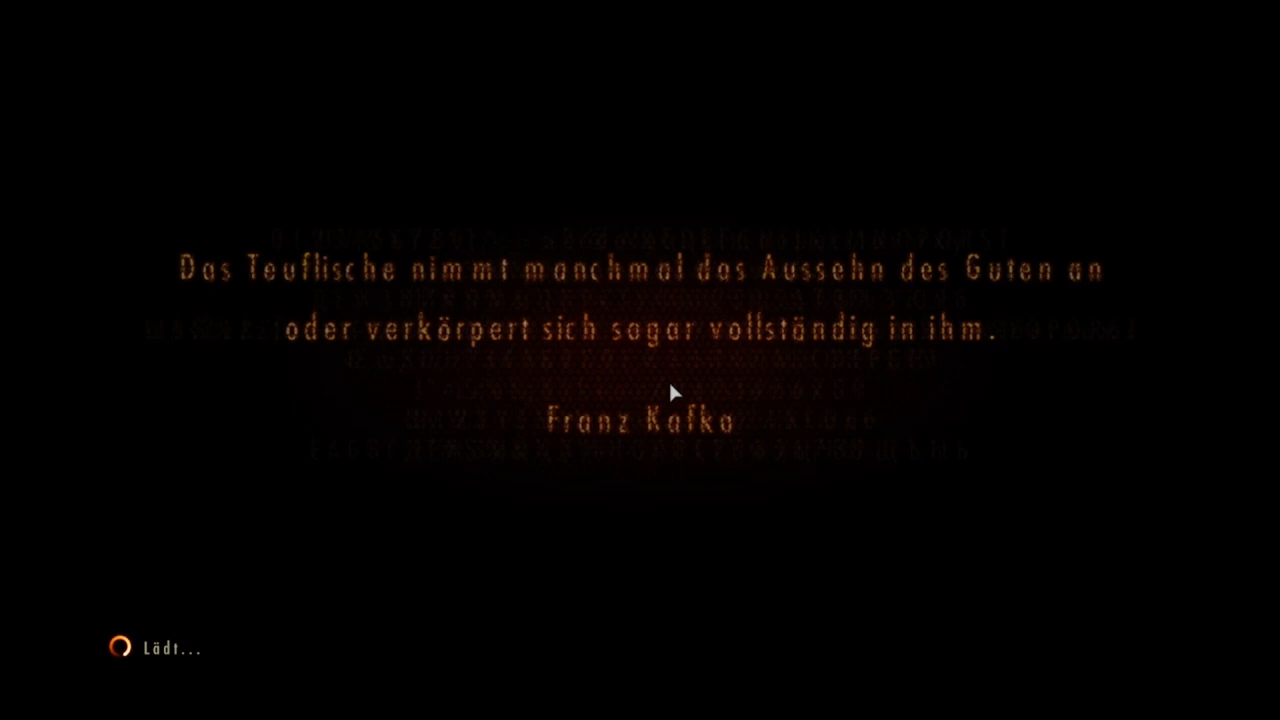 Das Teuflische nimmt manchmal das Aussehn des Guten an
oder verkörpert sich sogar vollständig in ihm.
Franz Kafka
Lädt...